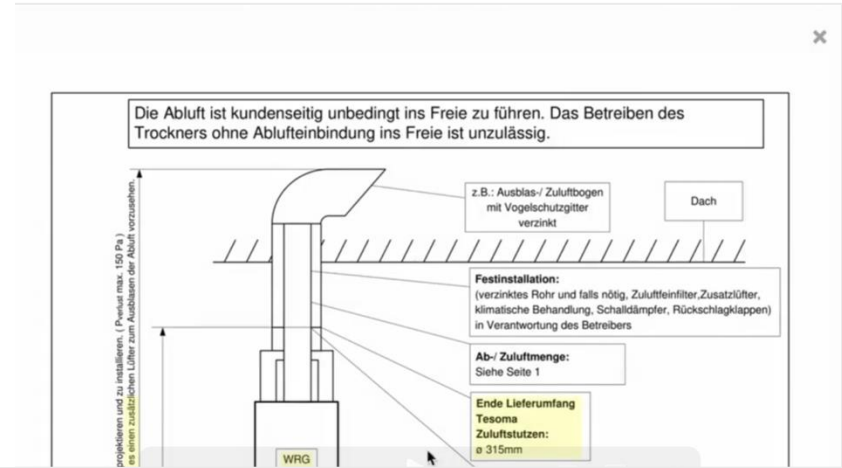 Die Abluft ist kundenseitig unbedingt ins Freie zu führen. Das Betreiben des
Trockners ohne Ablufteinbindung ins Freie ist unzulässig.
z.B.: Ausblas-/ Zuluftbogen
mit Vogelschutzgitter
verzinkt
Dach
Festinstallation:
(verzinktes Rohr und falls nötig, Zuluftfeinfilter,Zusatzlüfter,
klimatische Behandlung, Schalldämpfer, Rückschlagklappen)
in Verantwortung des Betreibers
Ab-/ Zuluftmenge:
Siehe Seite 1
Ende Lieferumfang
Tesoma
Zuluftstutzen:
ø 315mm
WRG
projektieren und zu installieren. ( Pverlust max. 150 Pa )
es einen zusätzlichen Lüfter zum Ausblasen der Abluft vorzusehen.